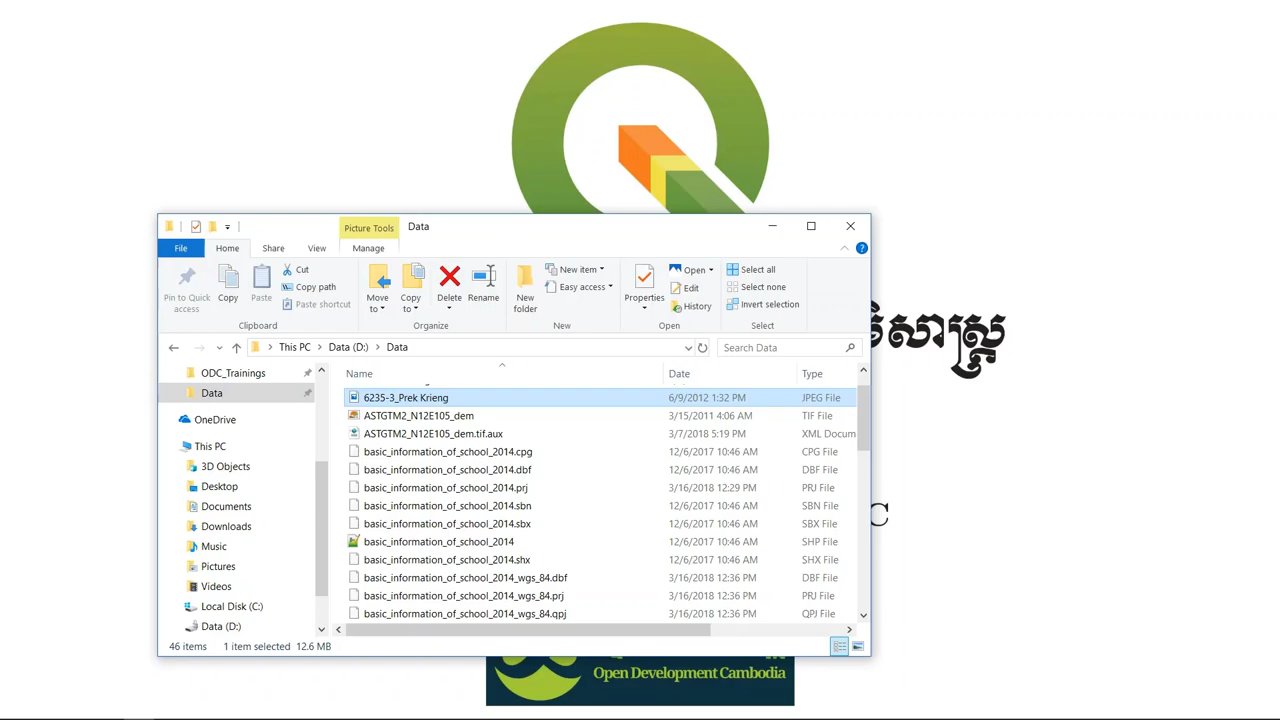 Picture Tools
Data
File
Home
Share
View
Manage
Pin to Quick access
Copy
Paste
Cut
Copy path
Paste shortcut
Clipboard
Move to
Copy to
Delete
Rename
Organize
New folder
New item
Easy access
New
Properties
Open
Edit
History
Open
Select all
Select none
Invert selection
Select
This PC > Data (D:) > Data
Search Data
ODC_Trainings
Data
OneDrive
This PC
3D Objects
Desktop
Documents
Downloads
Music
Pictures
Videos
Local Disk (C:)
Data (D:)
Name Date Type
6235-3_Prek Krieng 6/9/2012 1:32 PM JPEG File
ASTGTM2_N12E105_dem 3/15/2011 4:06 AM TIF File
ASTGTM2_N12E105_dem.tif.aux 3/7/2018 5:19 PM XML Docum
basic_information_of_school_2014.cpg 12/6/2017 10:46 AM CPG File
basic_information_of_school_2014.dbf 12/6/2017 10:46 AM DBF File
basic_information_of_school_2014.prj 3/16/2018 12:29 PM PRJ File
basic_information_of_school_2014.sbn 12/6/2017 10:46 AM SBN File
basic_information_of_school_2014.sbx 12/6/2017 10:46 AM SBX File
basic_information_of_school_2014 12/6/2017 10:46 AM SHP File
basic_information_of_school_2014.shx 12/6/2017 10:46 AM SHX File
basic_information_of_school_2014_wgs_84.dbf 3/16/2018 12:36 PM DBF File
basic_information_of_school_2014_wgs_84.prj 3/16/2018 12:36 PM PRJ File
basic_information_of_school_2014_wgs_84.qpj 3/16/2018 12:36 PM QPJ File
46 items 1 item selected 12.6 MB
សាស្ត្រ
C
Open Development Cambodia